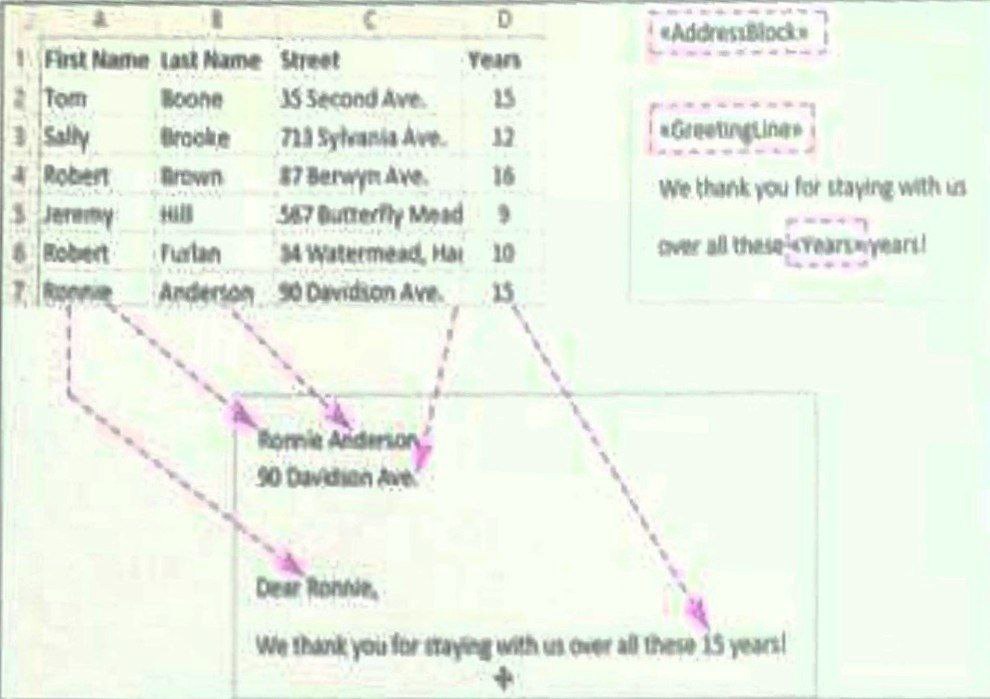 A B C D
1 First Name Last Name Street Years
2 Tom Boone 35 Second Ave. 15
3 Sally Brooke 713 Sylvania Ave. 12
4 Robert Brown 87 Berwyn Ave. 16
5 Jeremy Hill 567 Butterfly Mead 9
6 Robert Furlan 34 Watermead, Har 10
7 Ronnie Anderson 90 Davidson Ave. 15
«AddressBlock»
«GreetingLine»
We thank you for staying with us
over all these «Years» years!
Ronnie Anderson
90 Davidson Ave.
Dear Ronnie,
We thank you for staying with us over all these 15 years!